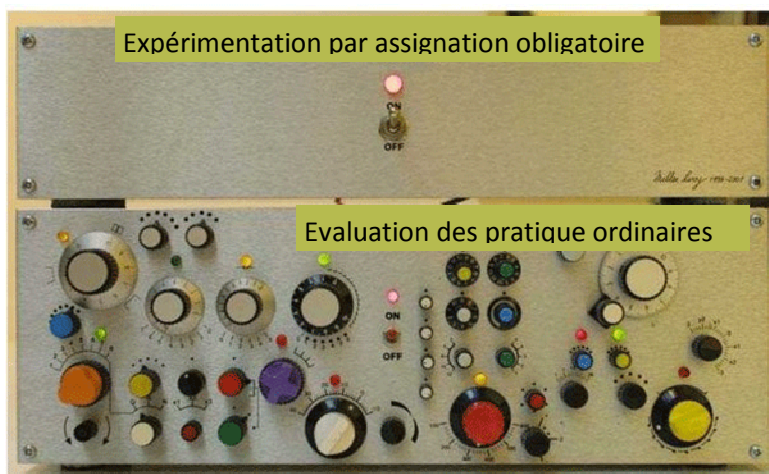 Expérimentation par assignation obligatoire
ON
OFF
Evaluation des pratique ordinaires
ON
OFF